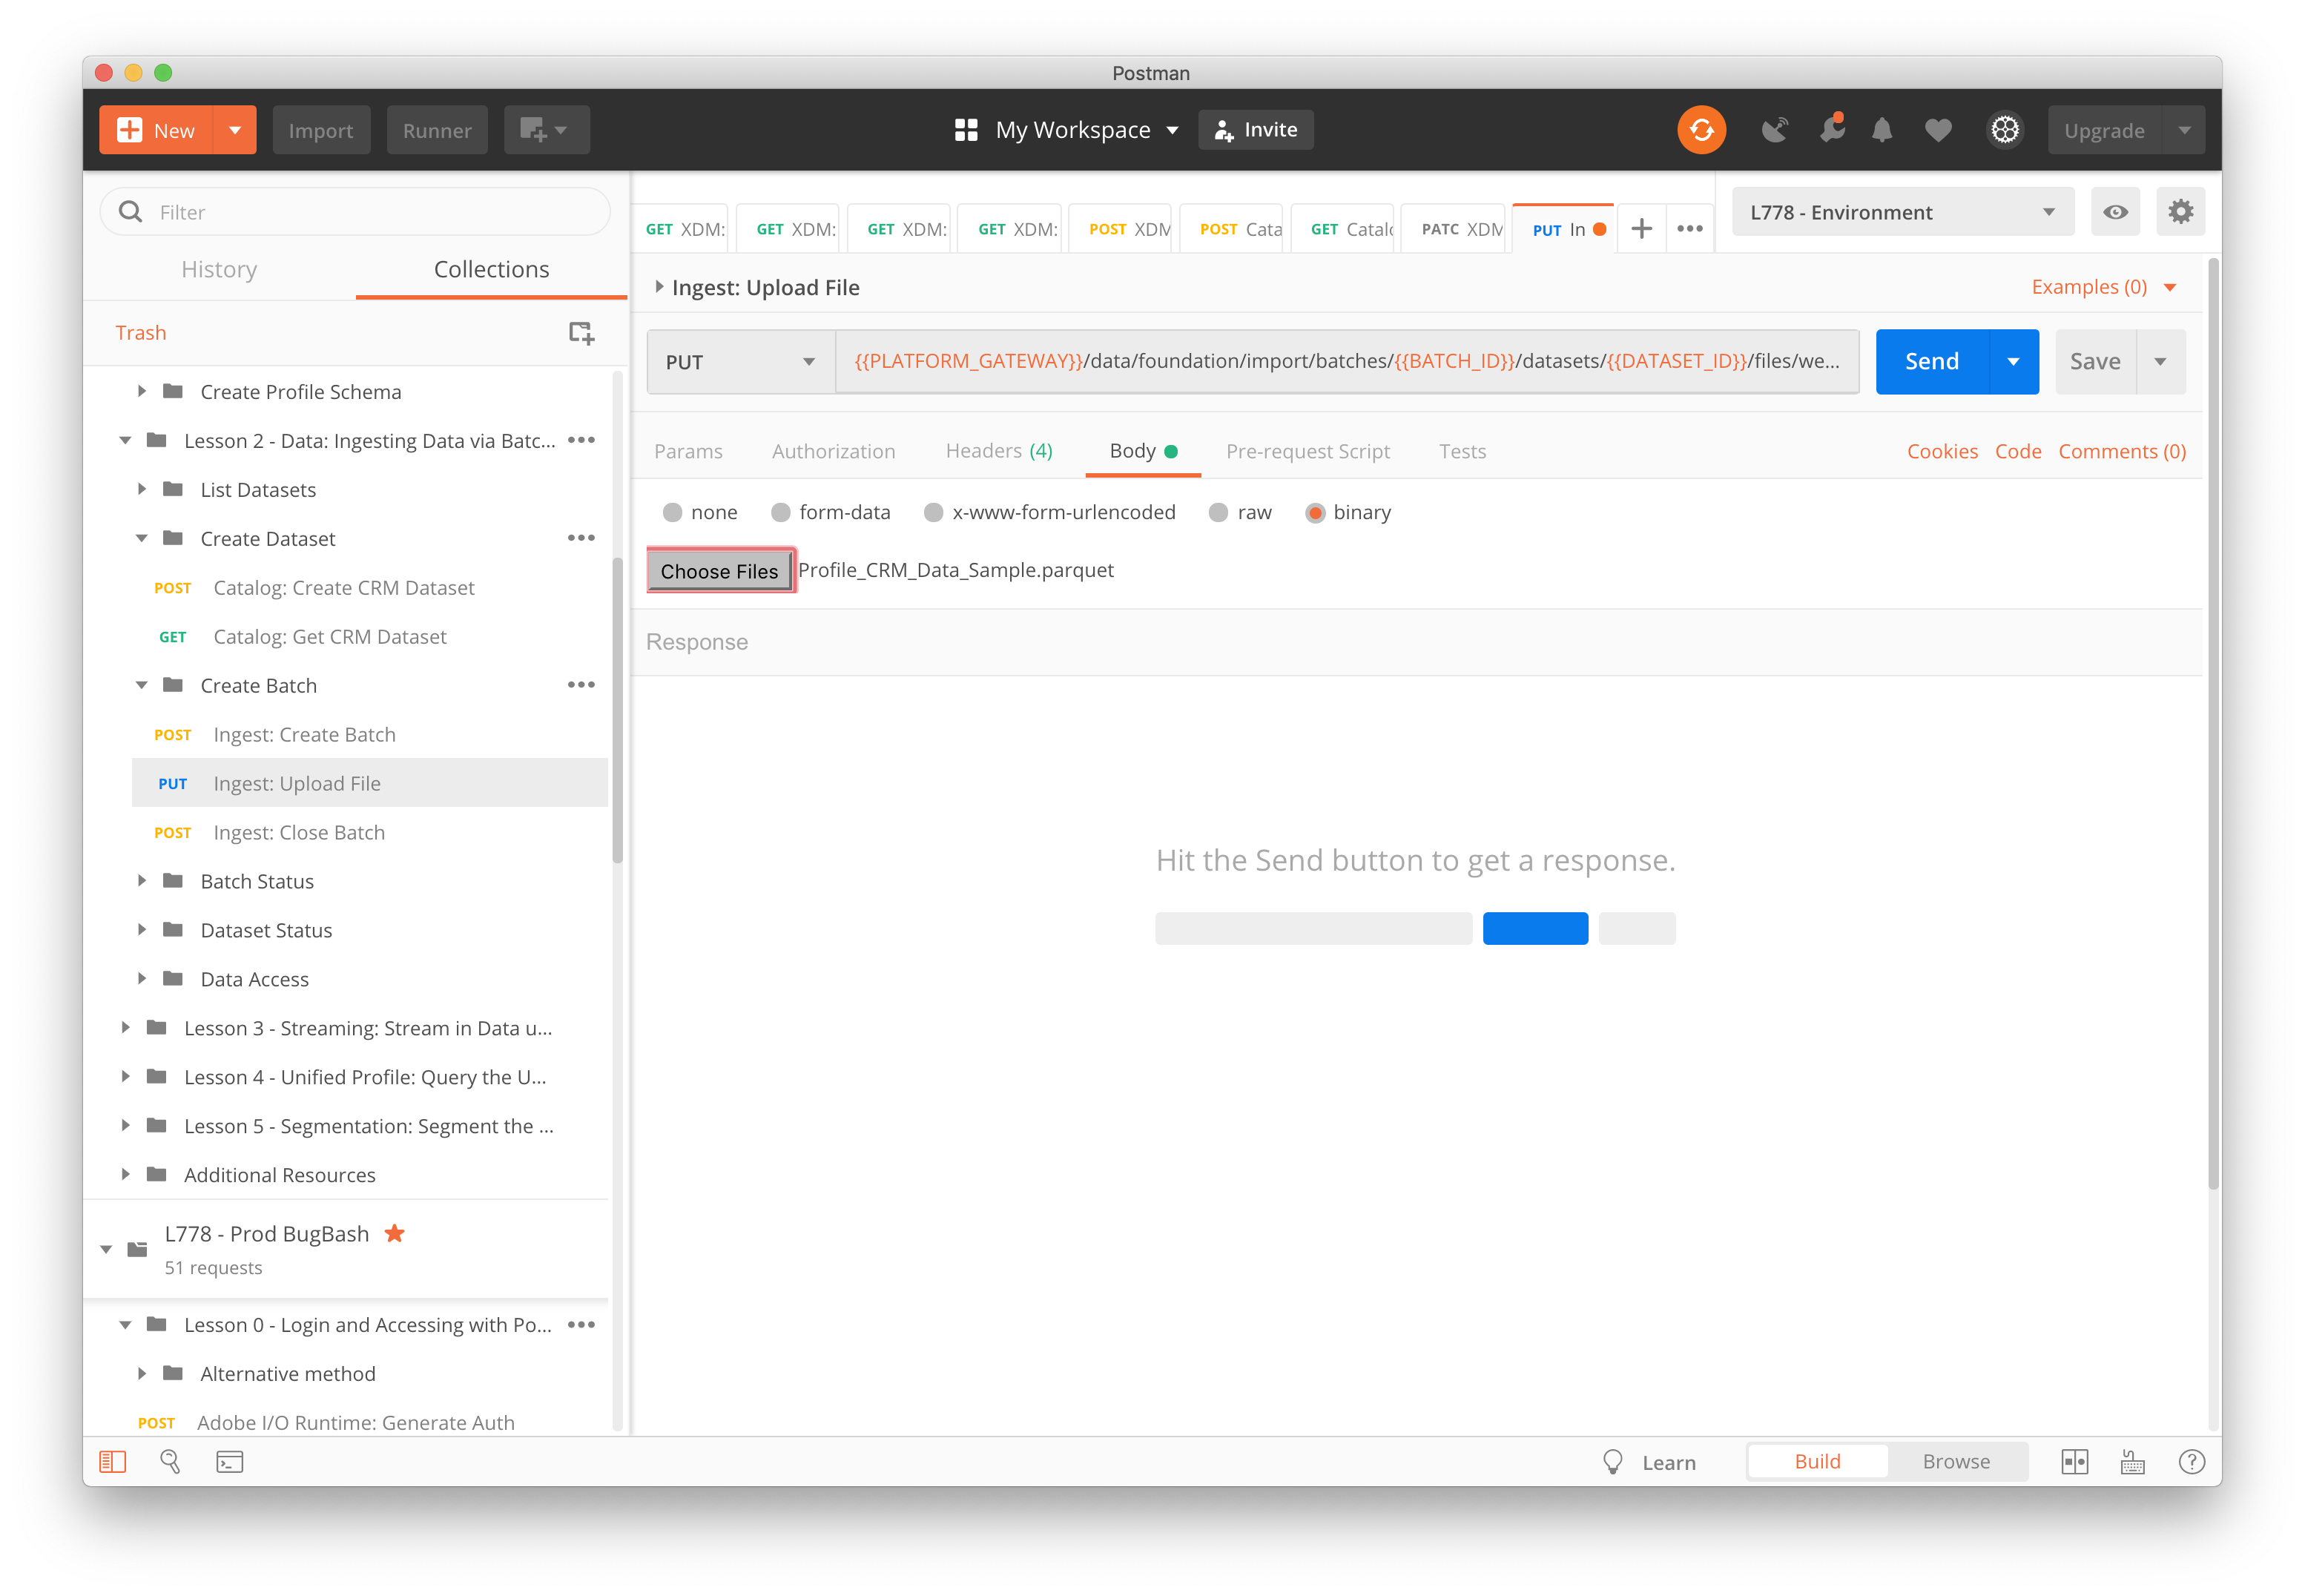 Postman
New
Import
Runner
My Workspace
Invite
Upgrade
Filter
History
Collections
Trash
Create Profile Schema
Lesson 2 - Data: Ingesting Data via Batc...
List Datasets
Create Dataset
POST Catalog: Create CRM Dataset
GET Catalog: Get CRM Dataset
Create Batch
POST Ingest: Create Batch
PUT Ingest: Upload File
POST Ingest: Close Batch
Batch Status
Dataset Status
Data Access
Lesson 3 - Streaming: Stream in Data u...
Lesson 4 - Unified Profile: Query the U...
Lesson 5 - Segmentation: Segment the ...
Additional Resources
L778 - Prod BugBash
51 requests
Lesson 0 - Login and Accessing with Po...
Alternative method
POST Adobe I/O Runtime: Generate Auth
GET XDM:
GET XDM:
GET XDM:
GET XDM:
POST XDM
POST Cata
GET Catalo
PATC XDM
PUT In
L778 - Environment
Ingest: Upload File
Examples (0)
PUT
{{PLATFORM_GATEWAY}}/data/foundation/import/batches/{{BATCH_ID}}/datasets/{{DATASET_ID}}/files/we...
Send
Save
Params
Authorization
Headers (4)
Body
Pre-request Script
Tests
Cookies
Code
Comments (0)
none
form-data
x-www-form-urlencoded
raw
binary
Choose Files Profile_CRM_Data_Sample.parquet
Response
Hit the Send button to get a response.
Learn
Build
Browse